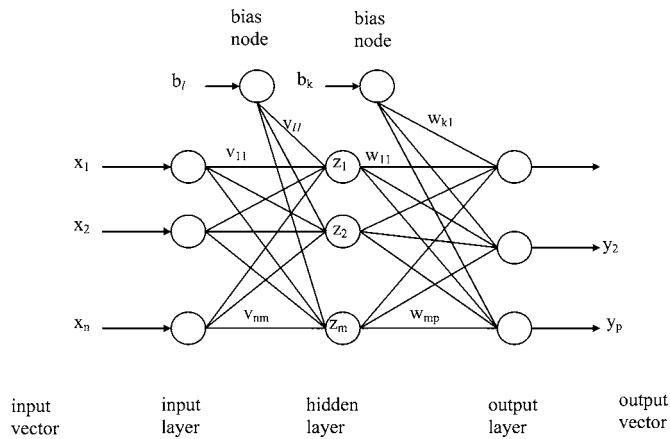 bias node
bias node
b_l
b_k
v_l1
w_k1
x_1
v_11
z_1
w_11
x_2
z_2
y_2
x_n
v_nm
z_m
w_mp
y_p
input vector
input layer
hidden layer
output layer
output vector